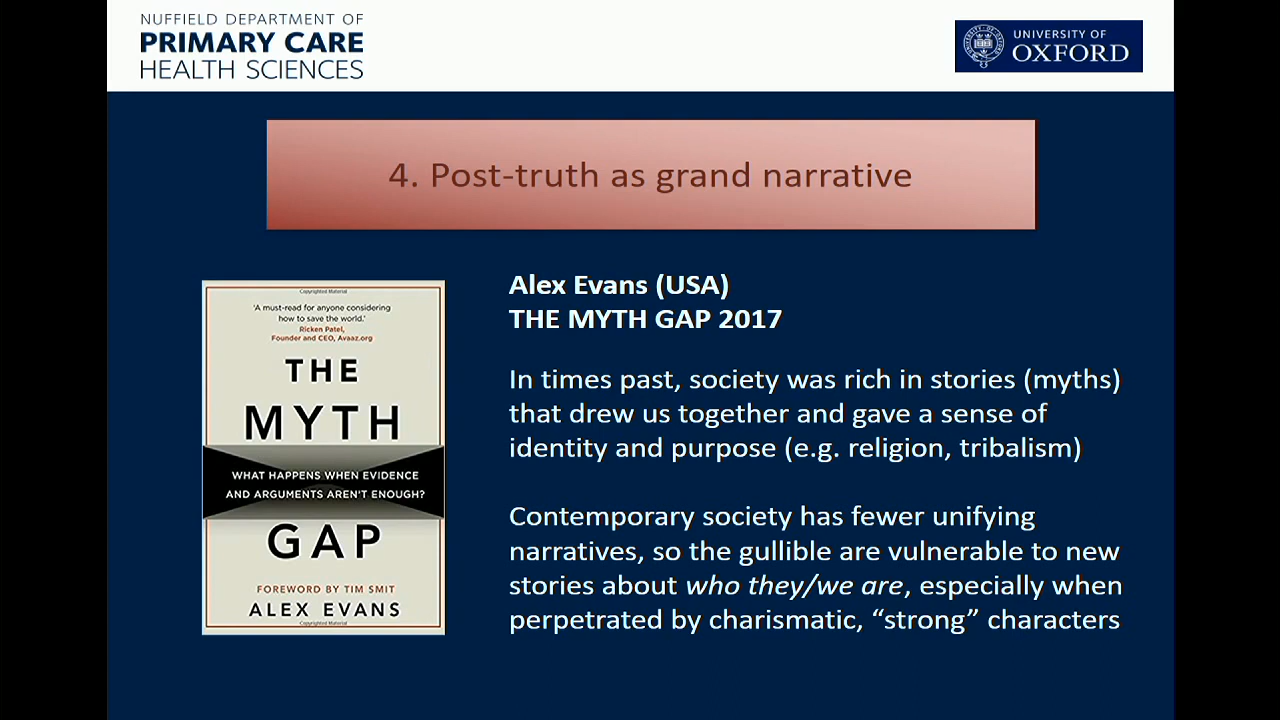 NUFFIELD DEPARTMENT OF
PRIMARY CARE
HEALTH SCIENCES
UNIVERSITY OF
OXFORD
4. Post-truth as grand narrative
Copyrighted Material
'A must-read for anyone considering
how to save the world.'
Ricken Patel,
Founder and CEO, Avaaz.org
THE
MYTH
WHAT HAPPENS WHEN EVIDENCE
AND ARGUMENTS AREN'T ENOUGH?
GAP
FOREWORD BY TIM SMIT
ALEX EVANS
Copyrighted Material
Alex Evans (USA)
THE MYTH GAP 2017
In times past, society was rich in stories (myths)
that drew us together and gave a sense of
identity and purpose (e.g. religion, tribalism)
Contemporary society has fewer unifying
narratives, so the gullible are vulnerable to new
stories about who they/we are, especially when
perpetrated by charismatic, “strong” characters